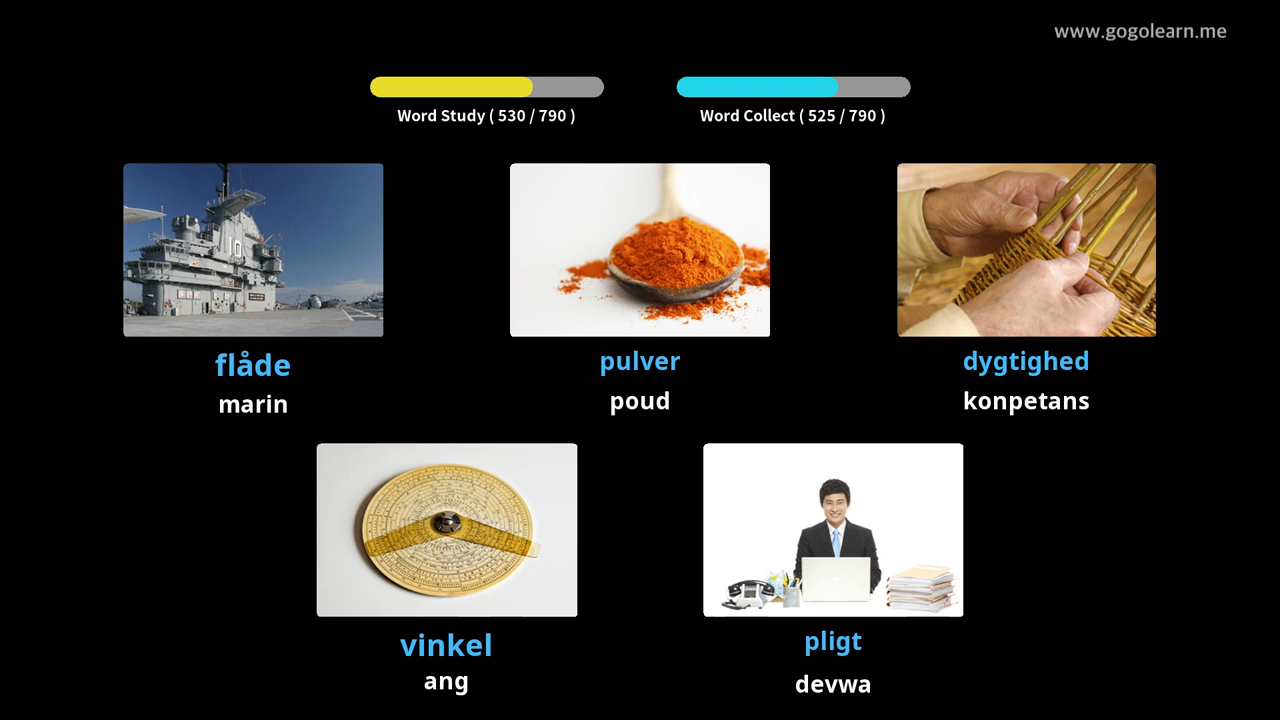 www.gogolearn.me
Word Study ( 530 / 790 )
Word Collect ( 525 / 790 )
flåde
marin
pulver
poud
dygtighed
konpetans
vinkel
ang
pligt
devwa